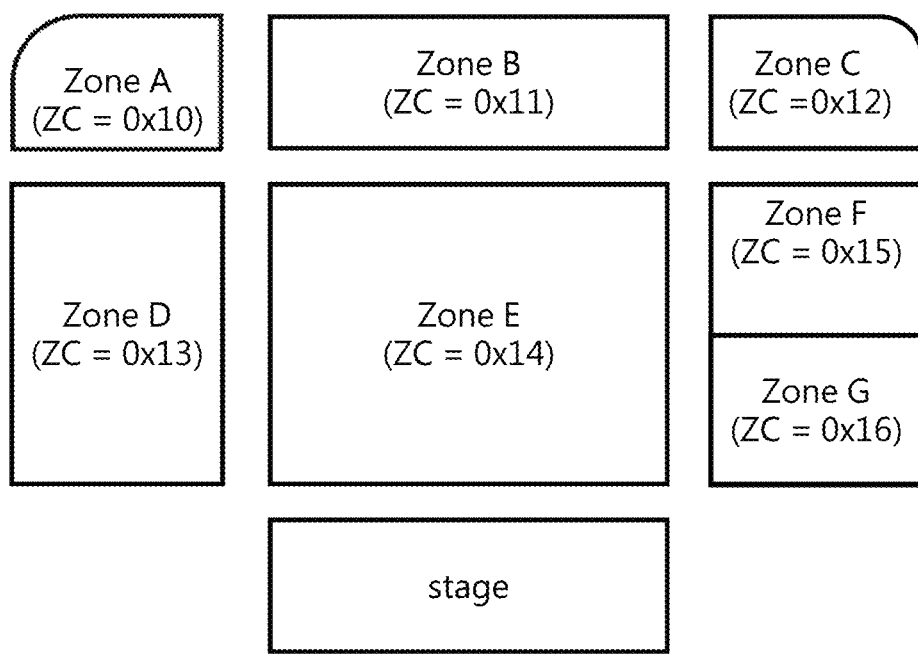 Zone A
(ZC = 0x10)
Zone B
(ZC = 0x11)
Zone C
(ZC =0x12)
Zone D
(ZC = 0x13)
Zone E
(ZC = 0x14)
Zone F
(ZC = 0x15)
Zone G
(ZC = 0x16)
stage